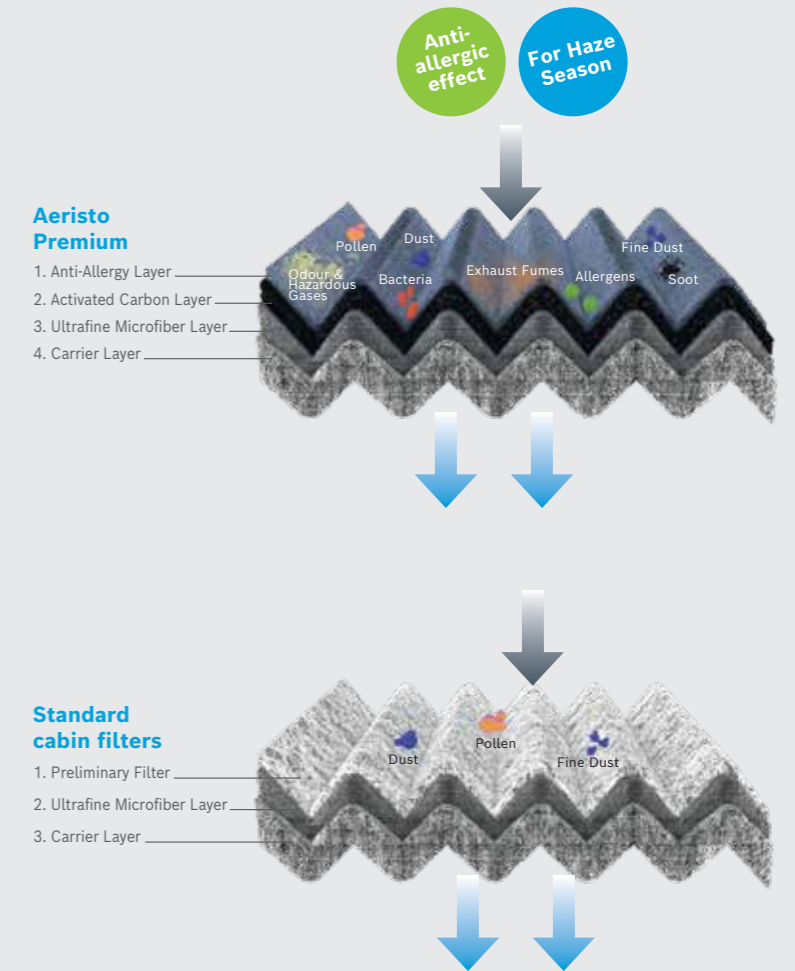 Anti-
allergic
effect
For Haze
Season
Aeristo
Premium
1. Anti-Allergy Layer
2. Activated Carbon Layer
3. Ultrafine Microfiber Layer
4. Carrier Layer
Pollen
Dust
Fine Dust
Odour &
Hazardous
Gases
Bacteria
Exhaust Fumes
Allergens
Soot
Standard
cabin filters
1. Preliminary Filter
2. Ultrafine Microfiber Layer
3. Carrier Layer
Dust
Pollen
Fine Dust